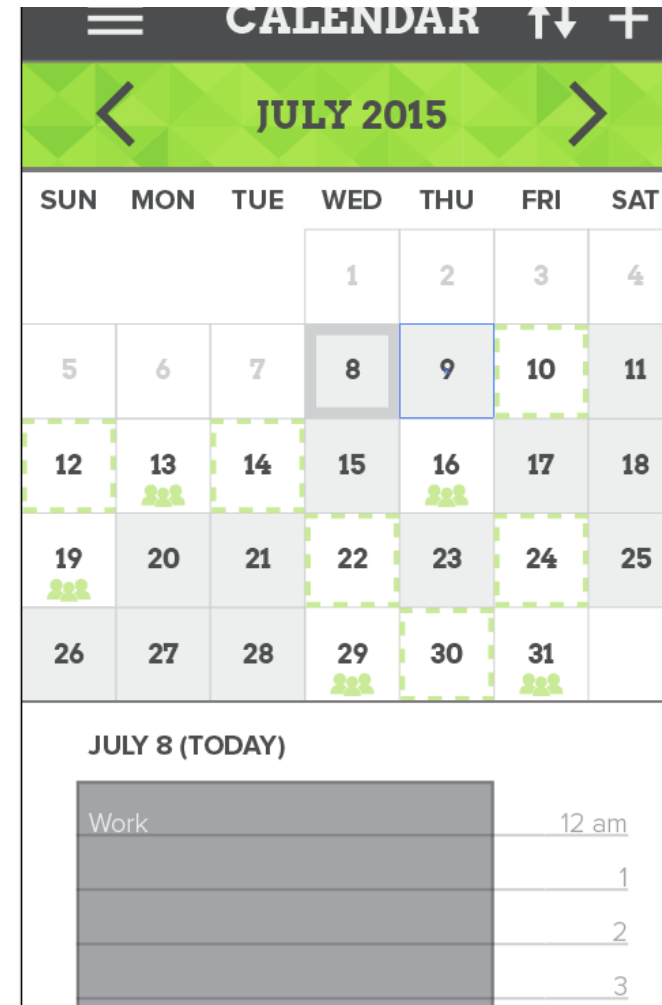 CALENDAR
JULY 2015
SUN MON TUE WED THU FRI SAT
1 2 3 4
5 6 7 8 9 10 11
12 13 14 15 16 17 18
19 20 21 22 23 24 25
26 27 28 29 30 31
JULY 8 (TODAY)
Work 12 am
1
2
3